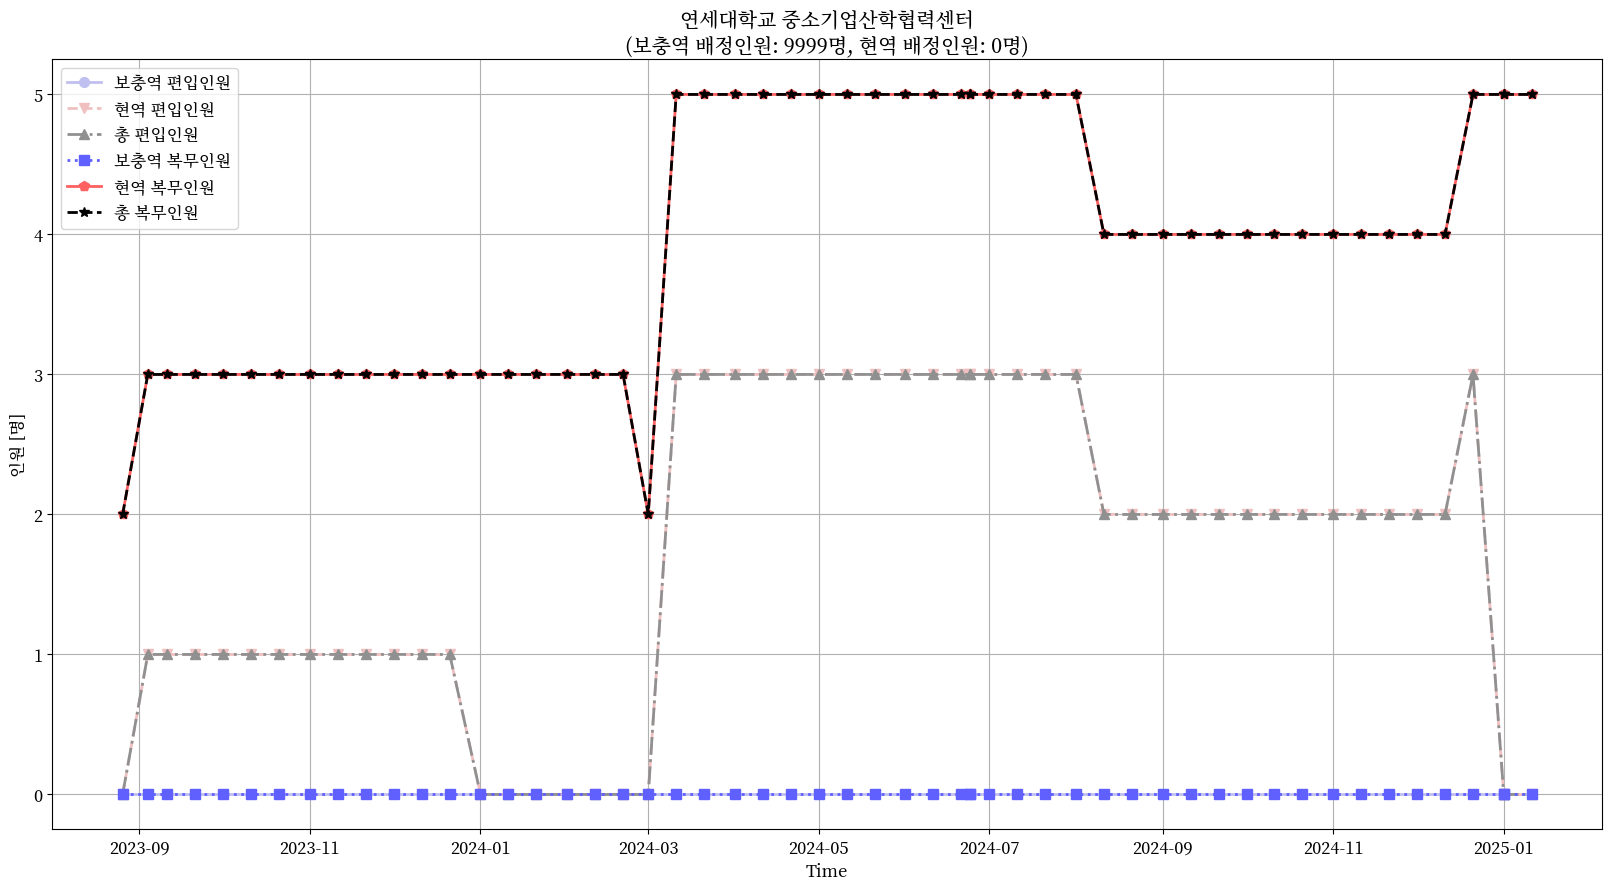 연세대학교 중소기업산학협력센터
(보충역 배정인원: 9999명, 현역 배정인원: 0명)
보충역 편입인원
현역 편입인원
총 편입인원
보충역 복무인원
현역 복무인원
총 복무인원
인원 [명]
5
4
3
2
1
0
2023-09
2023-11
2024-01
2024-03
2024-05
2024-07
2024-09
2024-11
2025-01
Time